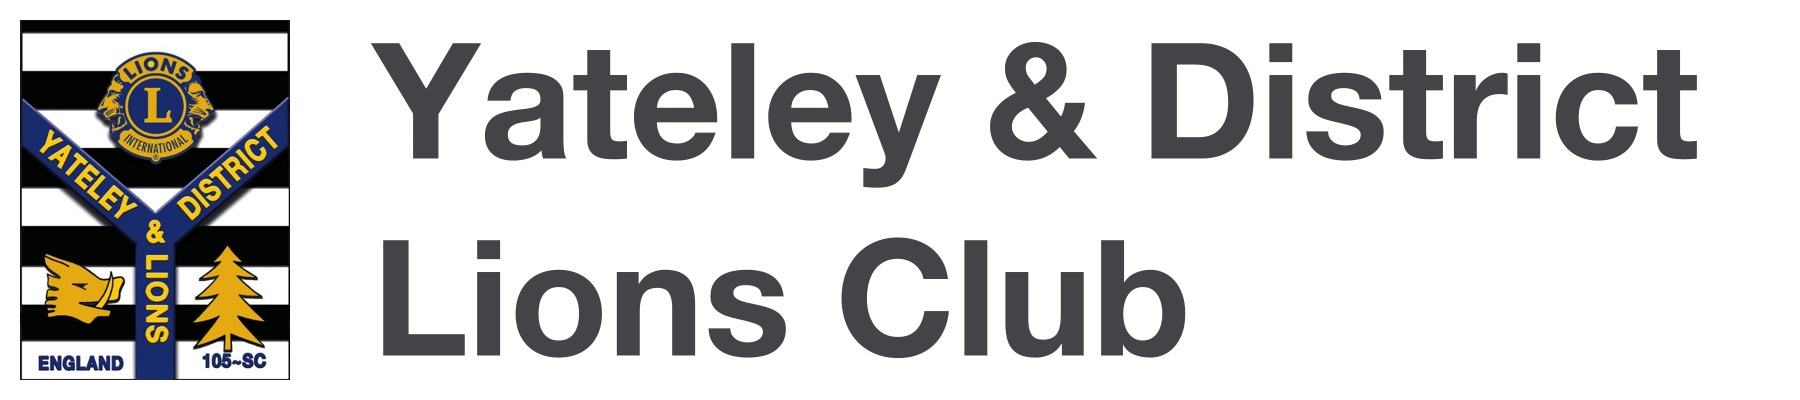 LIONS
L
INTERNATIONAL
®
YATELEY
DISTRICT
&
LIONS
ENGLAND
105~SC
Yateley & District
Lions Club